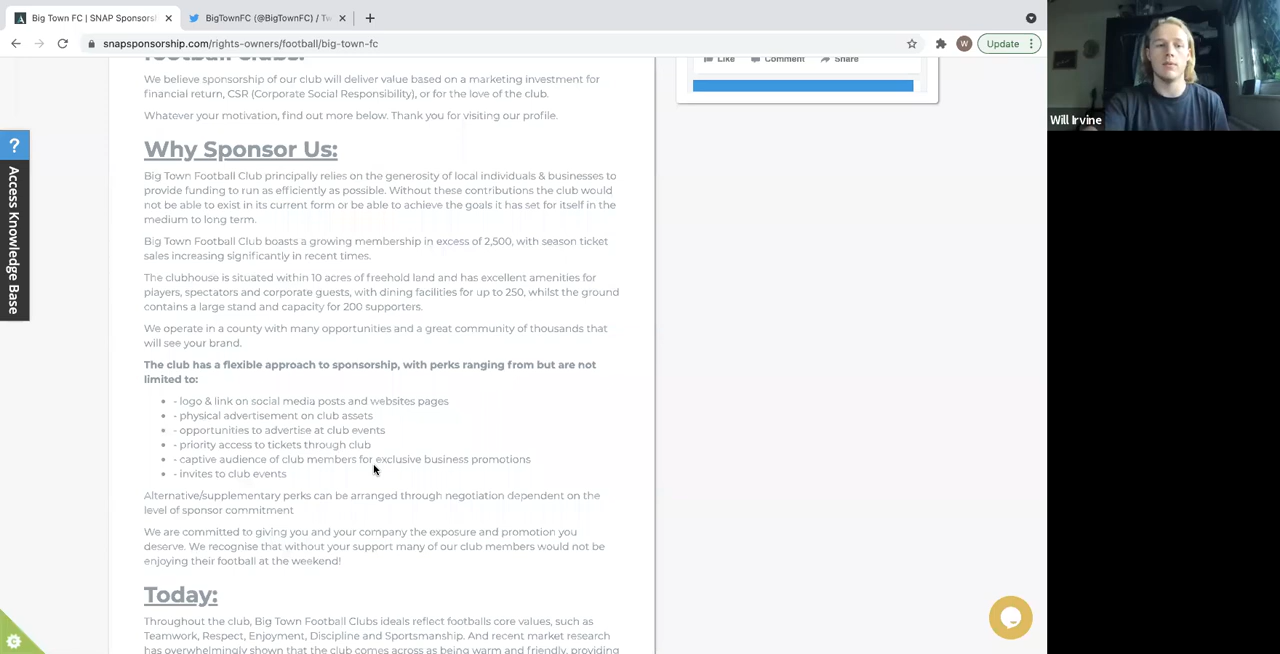 Big Town FC | SNAP Sponsors
BigTownFC (@BigTownFC) / Tw
snapsponsorship.com/rights-owners/football/big-town-fc
W
Update
Will Irvine
football clubs.
Like
Comment
Share
We believe sponsorship of our club will deliver value based on a marketing investment for
financial return, CSR (Corporate Social Responsibility), or for the love of the club.
Whatever your motivation, find out more below. Thank you for visiting our profile.
?
Access Knowledge Base
Why Sponsor Us:
Big Town Football Club principally relies on the generosity of local individuals & businesses to
provide funding to run as efficiently as possible. Without these contributions the club would
not be able to exist in its current form or be able to achieve the goals it has set for itself in the
medium to long term.
Big Town Football Club boasts a growing membership in excess of 2,500, with season ticket
sales increasing significantly in recent times.
The clubhouse is situated within 10 acres of freehold land and has excellent amenities for
players, spectators and corporate guests, with dining facilities for up to 250, whilst the ground
contains a large stand and capacity for 200 supporters.
We operate in a county with many opportunities and a great community of thousands that
will see your brand.
The club has a flexible approach to sponsorship, with perks ranging from but are not
limited to:
• - logo & link on social media posts and websites pages
• - physical advertisement on club assets
• - opportunities to advertise at club events
• - priority access to tickets through club
• - captive audience of club members for exclusive business promotions
• - invites to club events
Alternative/supplementary perks can be arranged through negotiation dependent on the
level of sponsor commitment
We are committed to giving you and your company the exposure and promotion you
deserve. We recognise that without your support many of our club members would not be
enjoying their football at the weekend!
Today:
Throughout the club, Big Town Football Clubs ideals reflect footballs core values, such as
Teamwork, Respect, Enjoyment, Discipline and Sportsmanship. And recent market research
has overwhelmingly shown that the club comes across as being warm and friendly, providing